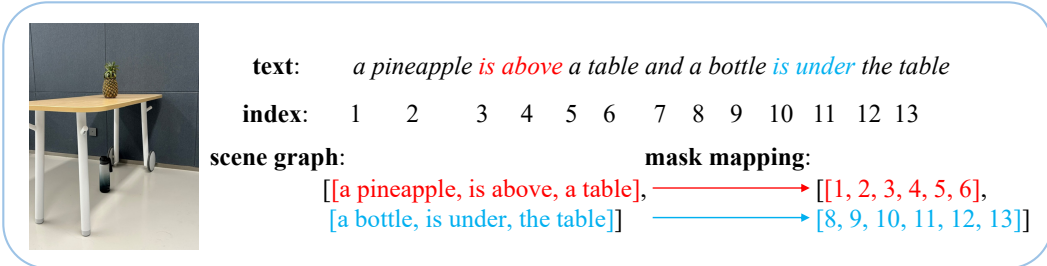 text: a pineapple is above a table and a bottle is under the table
index: 1 2 3 4 5 6 7 8 9 10 11 12 13
scene graph: mask mapping:
[[a pineapple, is above, a table], [[1, 2, 3, 4, 5, 6],
[a bottle, is under, the table]] [8, 9, 10, 11, 12, 13]]